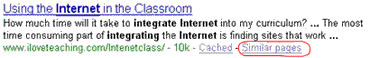 Using the Internet in the Classroom
How much time will it take to integrate Internet into my curriculum? ... The most
time consuming part of integrating the Internet is finding sites that work ...
www.iloveteaching.com/Intenetclass/ - 10k - Cached - Similar pages